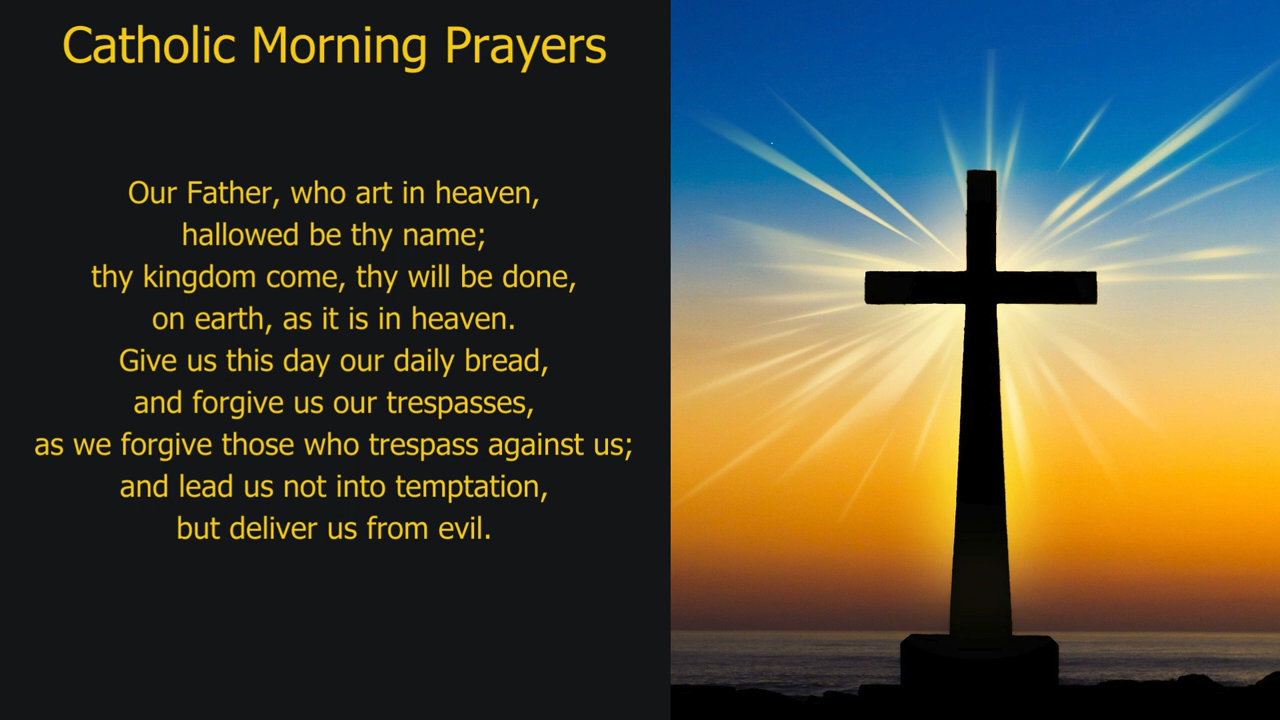 Catholic Morning Prayers
Our Father, who art in heaven,
hallowed be thy name;
thy kingdom come, thy will be done,
on earth, as it is in heaven.
Give us this day our daily bread,
and forgive us our trespasses,
as we forgive those who trespass against us;
and lead us not into temptation,
but deliver us from evil.